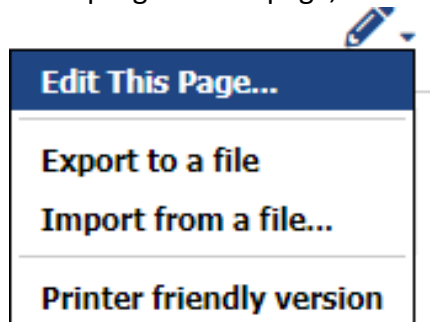 Edit This Page...
Export to a file
Import from a file...
Printer friendly version